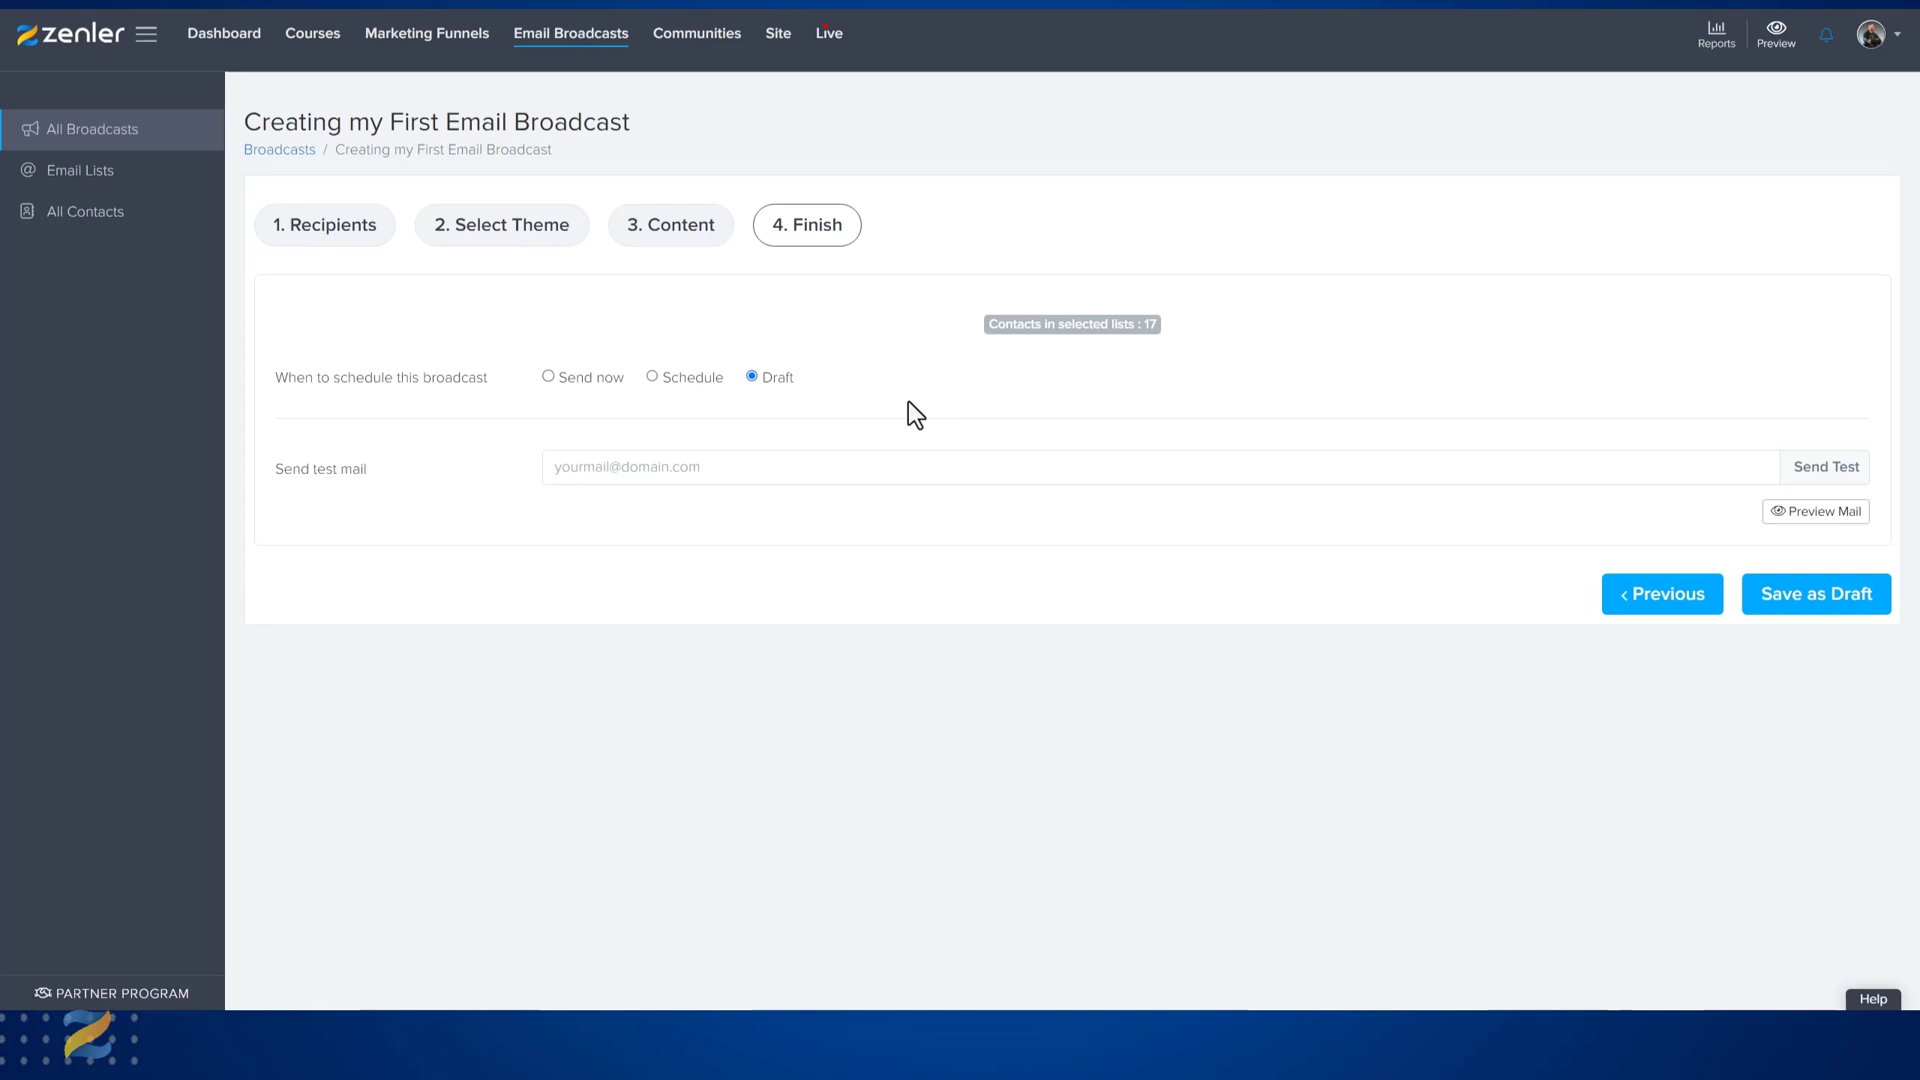 zenler
Dashboard Courses Marketing Funnels Email Broadcasts Communities Site Live
Reports Preview
All Broadcasts
Email Lists
All Contacts
Creating my First Email Broadcast
Broadcasts / Creating my First Email Broadcast
1. Recipients 2. Select Theme 3. Content 4. Finish
Contacts in selected lists : 17
When to schedule this broadcast Send now Schedule Draft
Send test mail yourmail@domain.com Send Test
Preview Mail
‹ Previous Save as Draft
PARTNER PROGRAM
Help